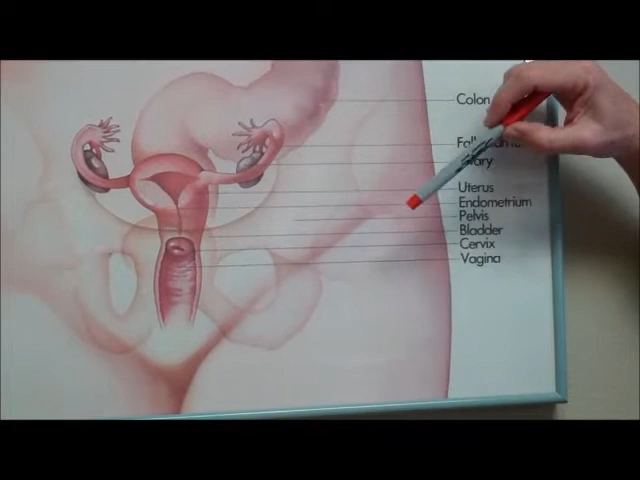 Colon
Uterus
Endometrium
Pelvis
Bladder
Cervix
Vagina